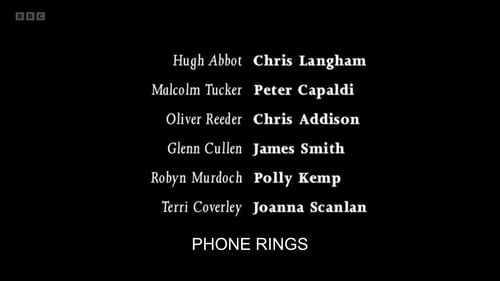 BBC
Hugh Abbot Chris Langham
Malcolm Tucker Peter Capaldi
Oliver Reeder Chris Addison
Glenn Cullen James Smith
Robyn Murdoch Polly Kemp
Terri Coverley Joanna Scanlan
PHONE RINGS